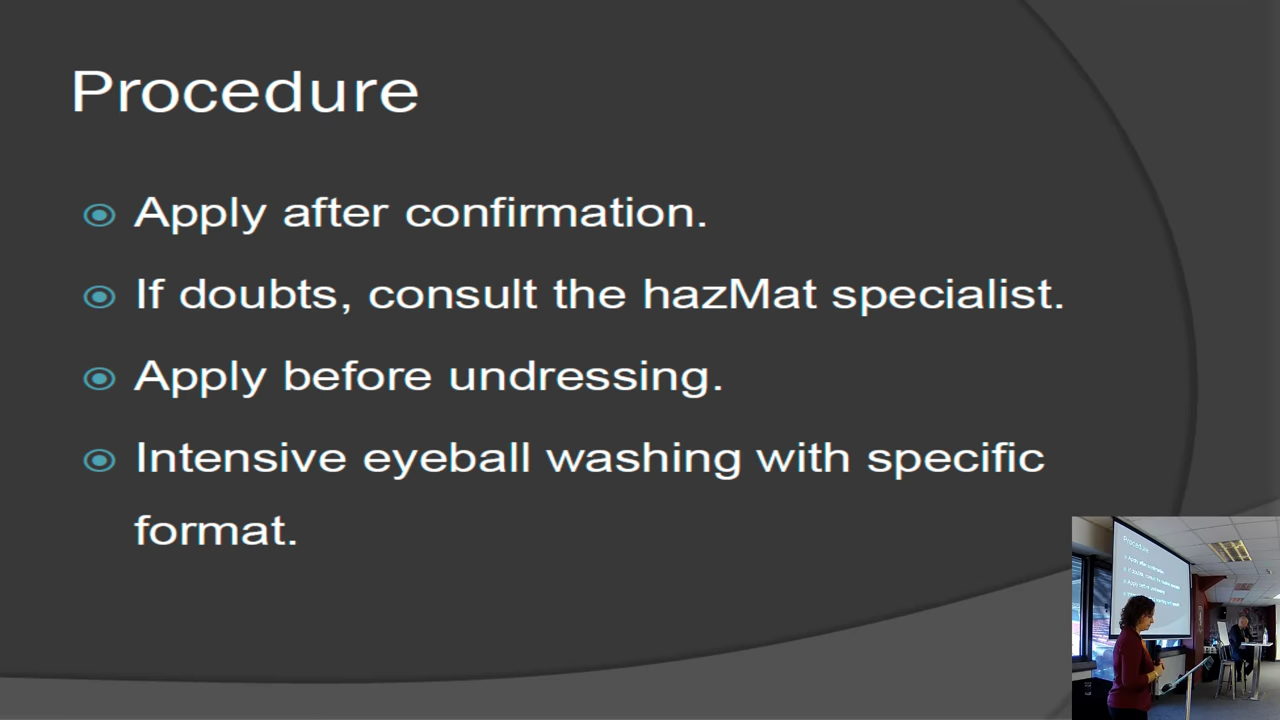 Procedure
Apply after confirmation.
If doubts, consult the hazMat specialist.
Apply before undressing.
Intensive eyeball washing with specific
format.
Procedure